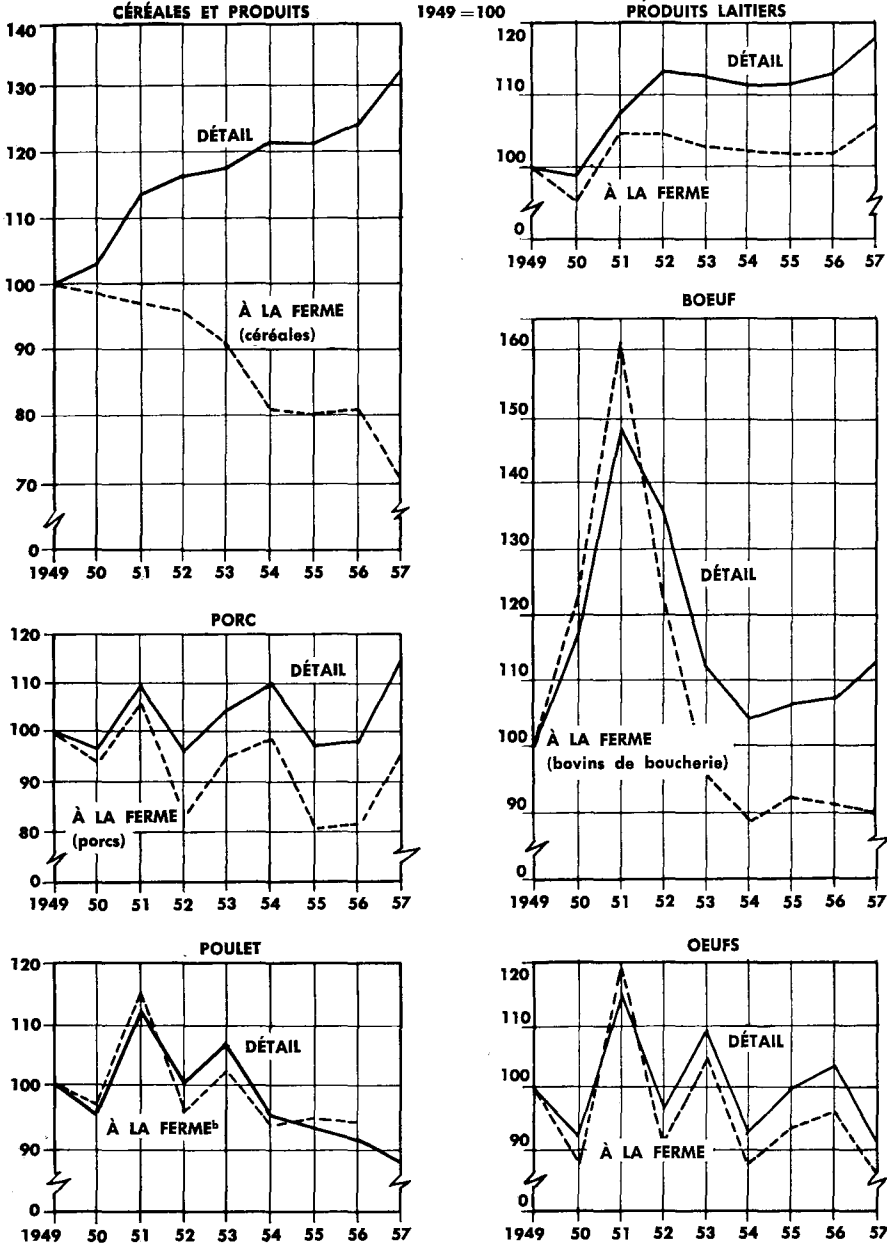 CÉRÉALES ET PRODUITS
1949 = 100
PRODUITS LAITIERS
140
130
120
110
100
90
80
70
0
DÉTAIL
À LA FERME
(céréales)
1949 50 51 52 53 54 55 56 57
120
110
100
0
DÉTAIL
À LA FERME
1949 50 51 52 53 54 55 56 57
PORC
120
110
100
90
80
0
DÉTAIL
À LA FERME
(porcs)
1949 50 51 52 53 54 55 56 57
BOEUF
160
150
140
130
120
110
100
90
0
DÉTAIL
À LA FERME
(bovins de boucherie)
1949 50 51 52 53 54 55 56 57
POULET
120
110
100
90
0
DÉTAIL
À LA FERMEᵇ
1949 50 51 52 53 54 55 56 57
OEUFS
120
110
100
90
0
DÉTAIL
À LA FERME
1949 50 51 52 53 54 55 56 57